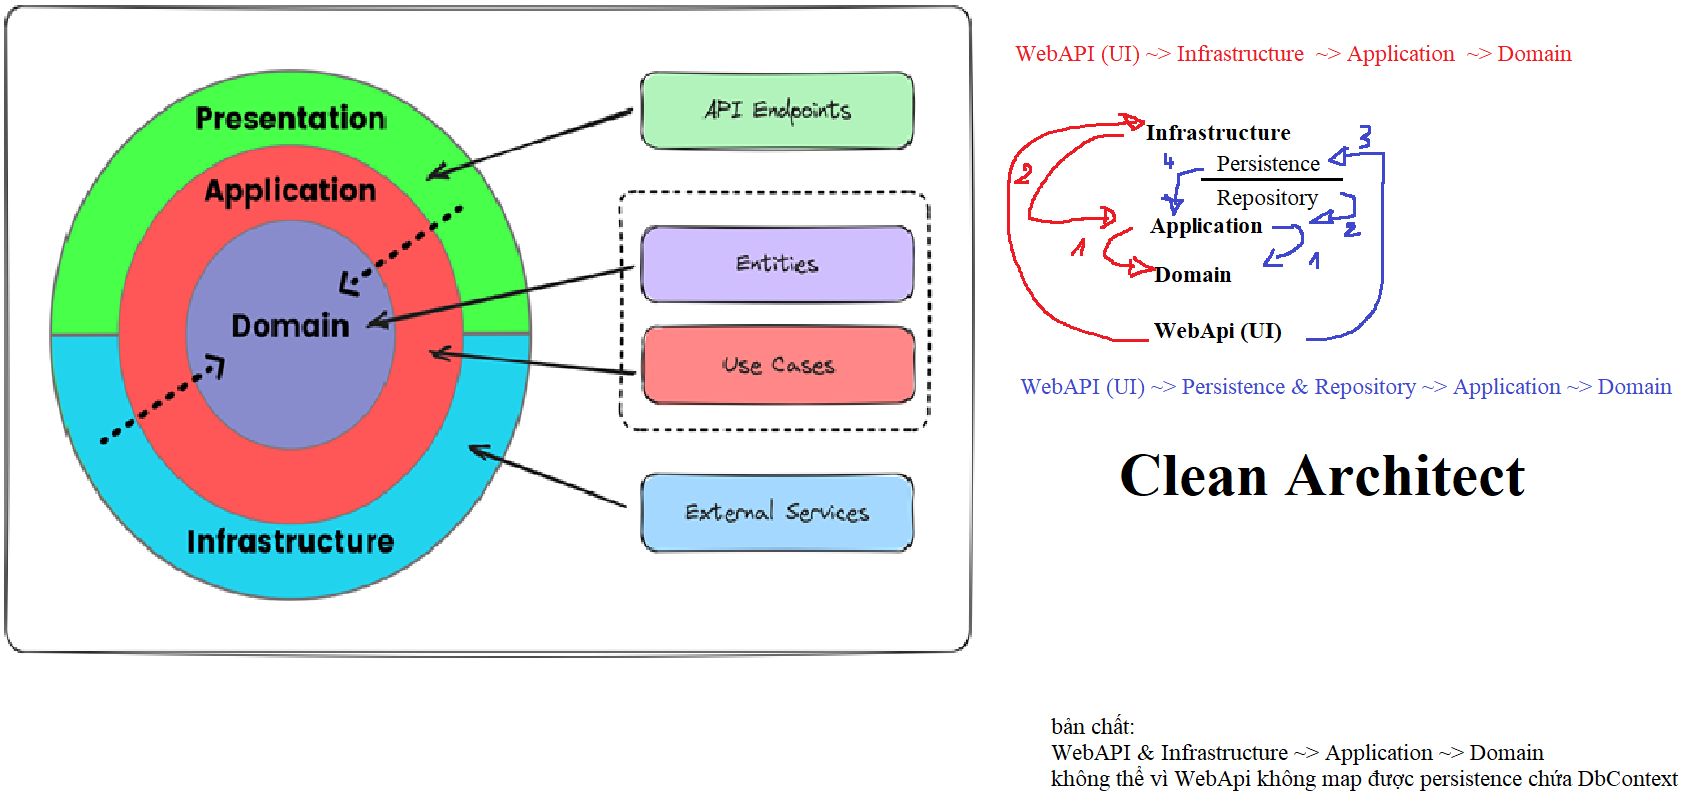 Presentation
Application
Domain
Infrastructure
API Endpoints
Entities
Use Cases
External Services
WebAPI (UI) ~> Infrastructure ~> Application ~> Domain
Infrastructure
3
4
Persistence
2
Repository
Application
2
1
1
Domain
WebApi (UI)
WebAPI (UI) ~> Persistence & Repository ~> Application ~> Domain
Clean Architect
bản chất:
WebAPI & Infrastructure ~> Application ~> Domain
không thể vì WebApi không map được persistence chứa DbContext